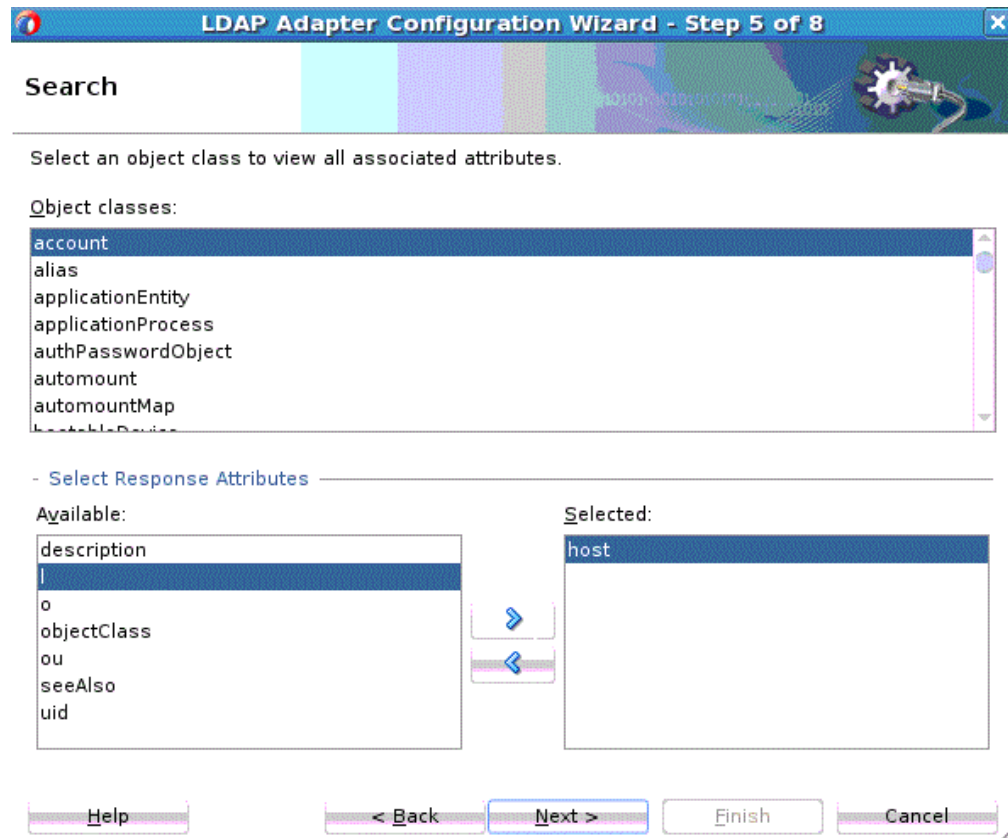 LDAP Adapter Configuration Wizard - Step 5 of 8
Search
Select an object class to view all associated attributes.
Object classes:
account
alias
applicationEntity
applicationProcess
authPasswordObject
automount
automountMap
- Select Response Attributes
Available:
Selected:
description
host
l
o
objectClass
ou
seeAlso
uid
Help
< Back
Next >
Finish
Cancel